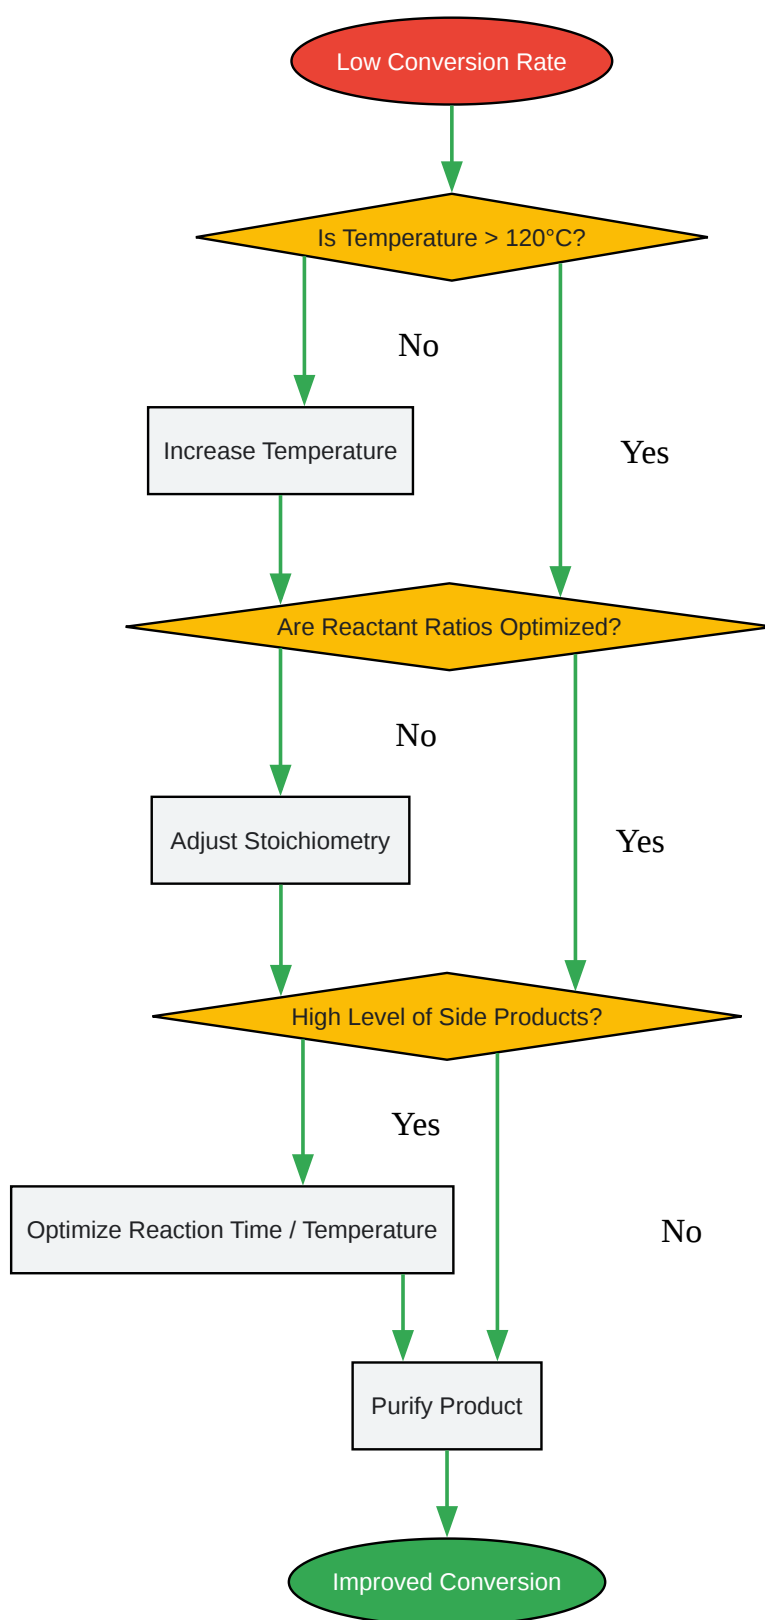 Low Conversion Rate
Is Temperature > 120°C?
No
Increase Temperature
Yes
Are Reactant Ratios Optimized?
No
Adjust Stoichiometry
Yes
High Level of Side Products?
Yes
Optimize Reaction Time / Temperature
No
Purify Product
Improved Conversion